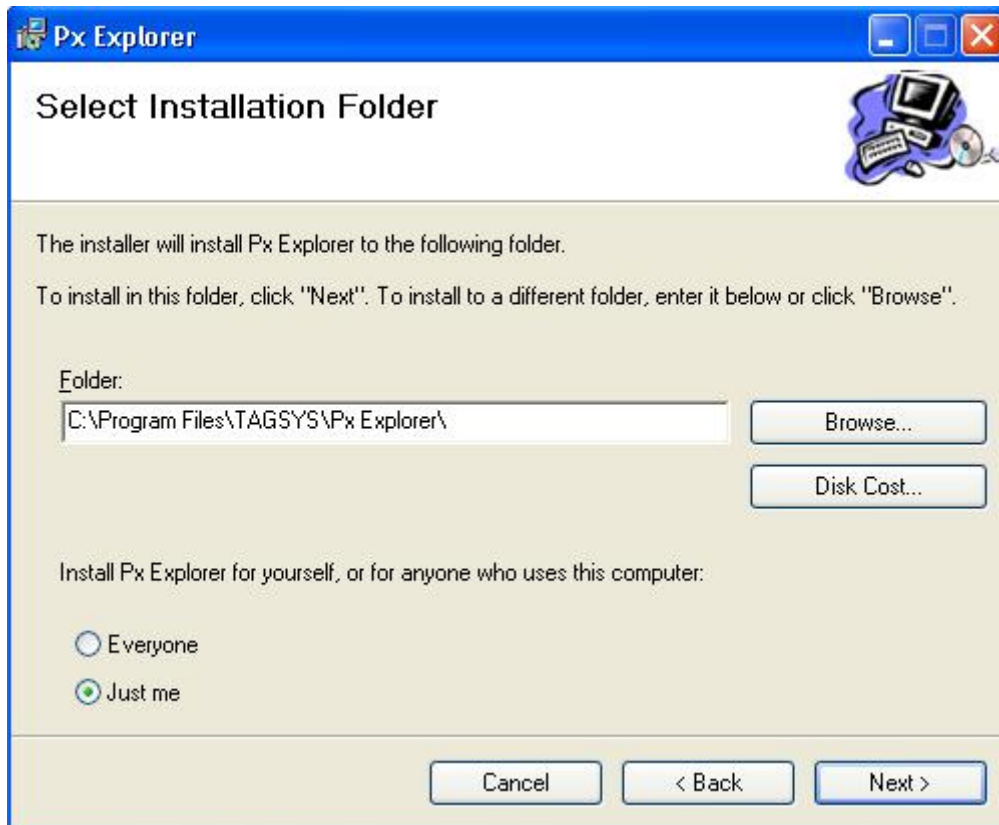 Px Explorer
Select Installation Folder
The installer will install Px Explorer to the following folder.
To install in this folder, click "Next". To install to a different folder, enter it below or click "Browse".
Folder:
C:\Program Files\TAGSYS\Px Explorer\
Browse...
Disk Cost...
Install Px Explorer for yourself, or for anyone who uses this computer:
Everyone
Just me
Cancel
< Back
Next >